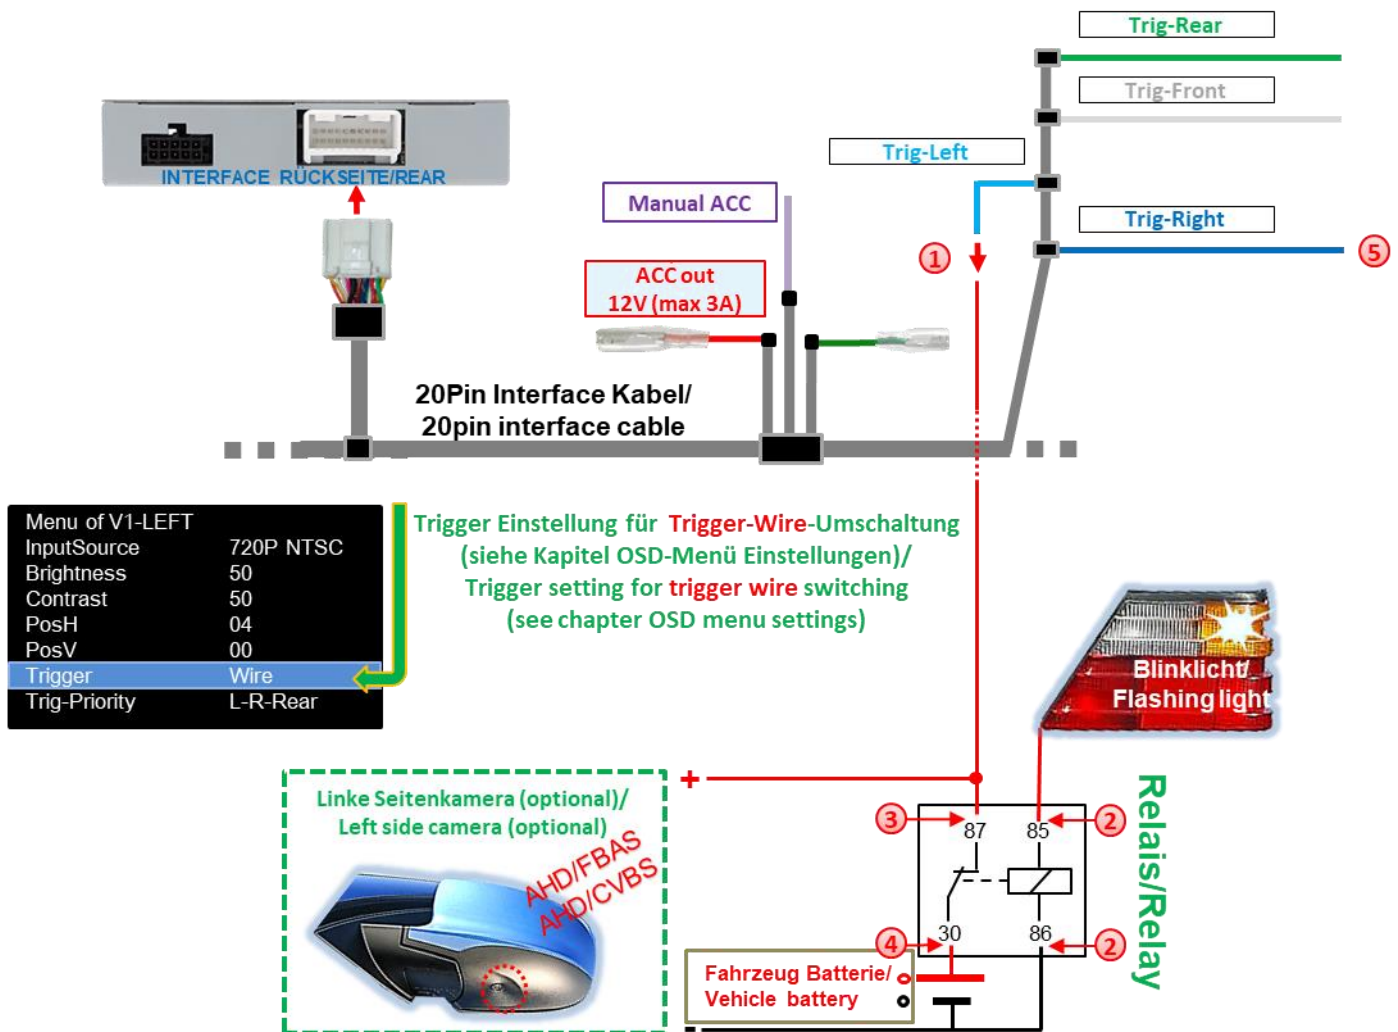 Trig-Rear
Trig-Front
Trig-Left
Trig-Right
INTERFACE RÜCKSEITE/REAR
Manual ACC
ACC out
12V (max 3A)
1
5
20Pin Interface Kabel/
20pin interface cable
Menu of V1-LEFT
InputSource 720P NTSC
Brightness 50
Contrast 50
PosH 04
PosV 00
Trigger Wire
Trig-Priority L-R-Rear
Trigger Einstellung für Trigger-Wire-Umschaltung
(siehe Kapitel OSD-Menü Einstellungen)/
Trigger setting for trigger wire switching
(see chapter OSD menu settings)
Blinklicht/
Flashing light
+
Linke Seitenkamera (optional)/
Left side camera (optional)
AHD/FBAS
AHD/CVBS
3
87
85
2
4
30
86
2
Relais/Relay
Fahrzeug Batterie/
Vehicle battery
-